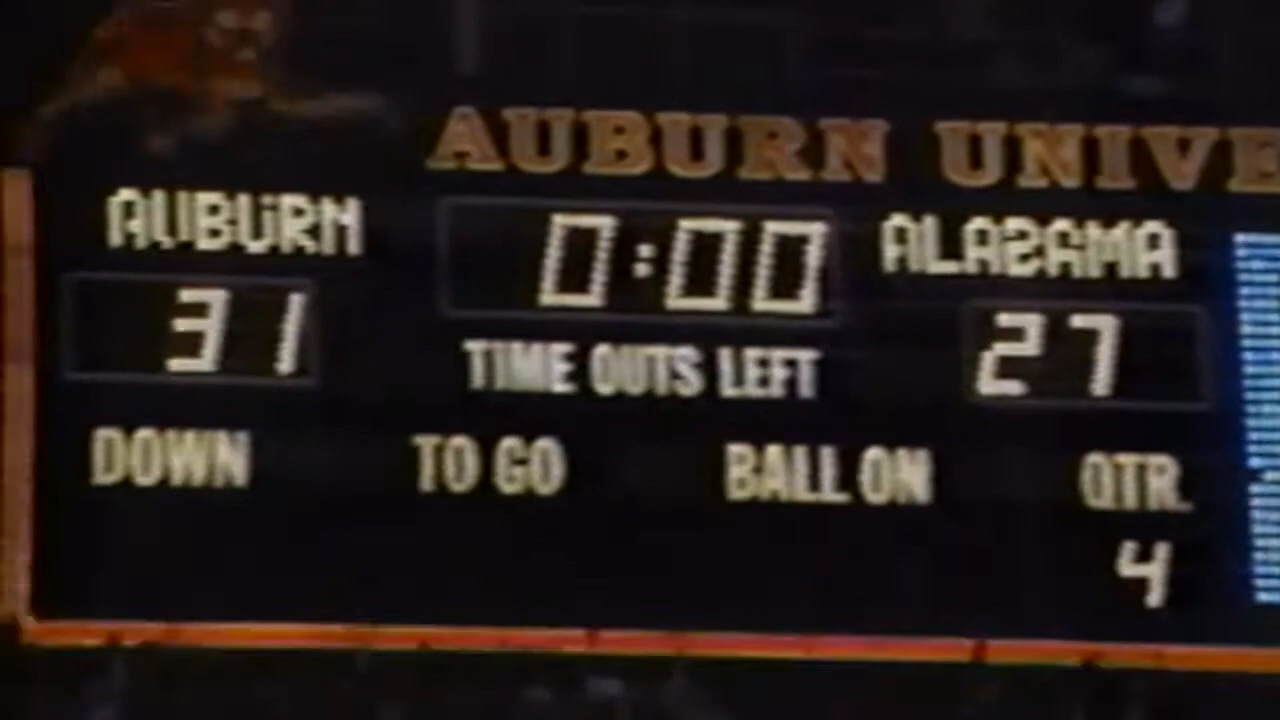 AUBURN UNIVE
AUBURN 0:00 ALABAMA
31 TIME OUTS LEFT 27
DOWN TO GO BALL ON QTR.
4